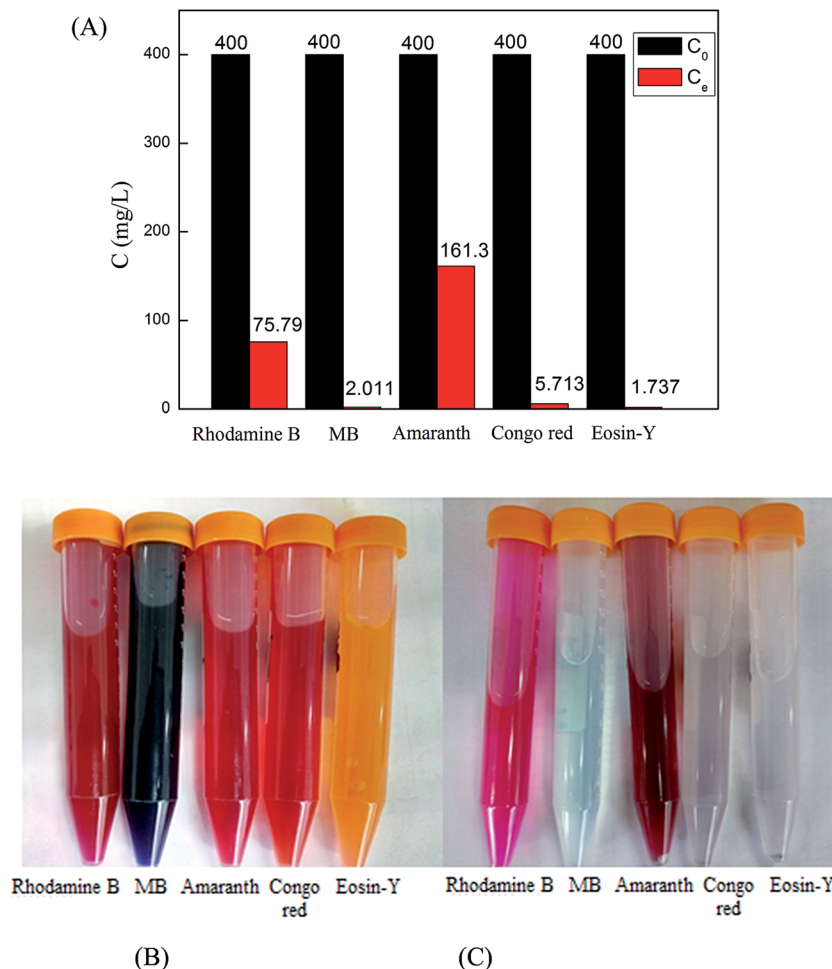 (A)
400 400 400 400 400
C0
Ce
400
300
200
100
0
C (mg/L)
75.79
2.011
161.3
5.713
1.737
Rhodamine B MB Amaranth Congo red Eosin-Y
Rhodamine B MB Amaranth Congo Eosin-Y
red
Rhodamine B MB Amaranth Congo Eosin-Y
red
(B) (C)